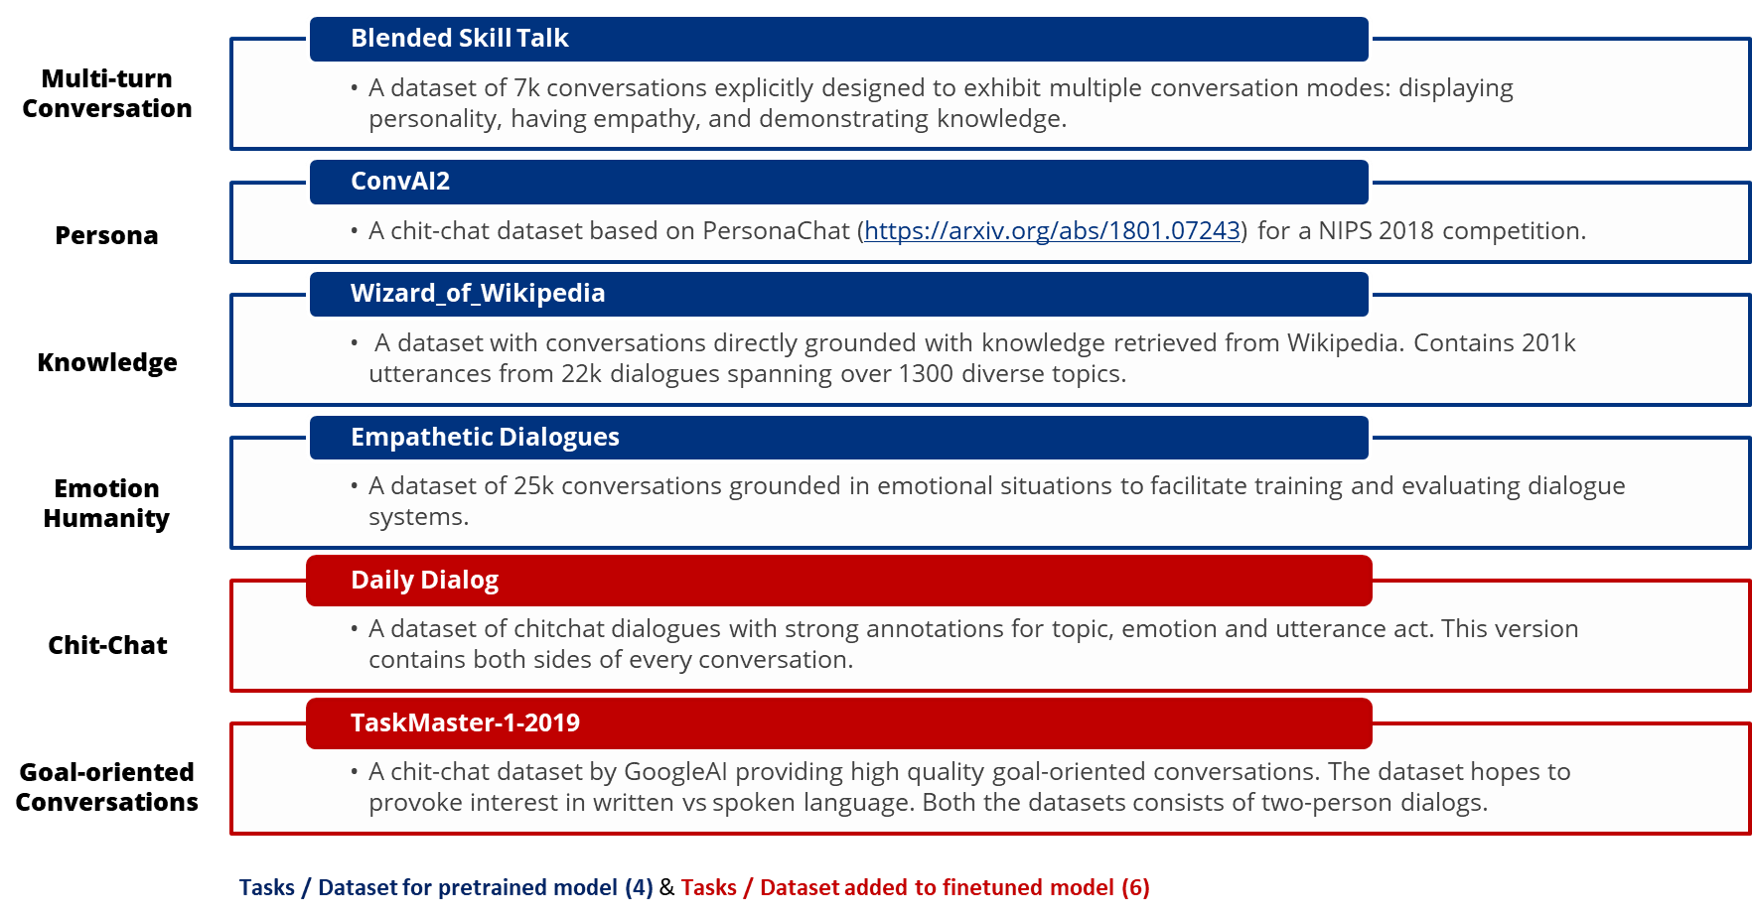 Blended Skill Talk
Multi-turn
Conversation
• A dataset of 7k conversations explicitly designed to exhibit multiple conversation modes: displaying
personality, having empathy, and demonstrating knowledge.
ConvAI2
Persona
• A chit-chat dataset based on PersonaChat (https://arxiv.org/abs/1801.07243) for a NIPS 2018 competition.
Wizard_of_Wikipedia
Knowledge
• A dataset with conversations directly grounded with knowledge retrieved from Wikipedia. Contains 201k
utterances from 22k dialogues spanning over 1300 diverse topics.
Empathetic Dialogues
Emotion
Humanity
• A dataset of 25k conversations grounded in emotional situations to facilitate training and evaluating dialogue
systems.
Daily Dialog
Chit-Chat
• A dataset of chitchat dialogues with strong annotations for topic, emotion and utterance act. This version
contains both sides of every conversation.
TaskMaster-1-2019
Goal-oriented
Conversations
• A chit-chat dataset by GoogleAI providing high quality goal-oriented conversations. The dataset hopes to
provoke interest in written vs spoken language. Both the datasets consists of two-person dialogs.
Tasks / Dataset for pretrained model (4) & Tasks / Dataset added to finetuned model (6)